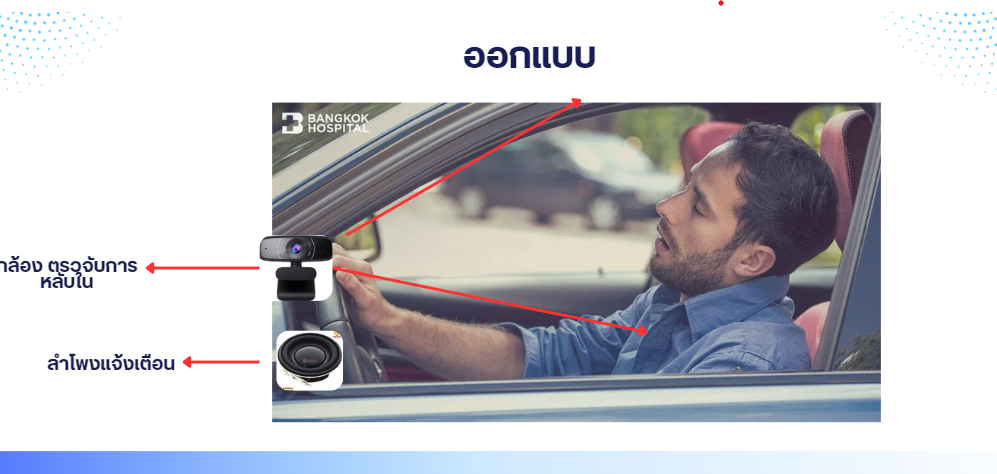 ออกแบบ
BANGKOK
HOSPITAL
กล้อง ตรวจับการ
หลับใน
ลำโพงแจ้งเตือน